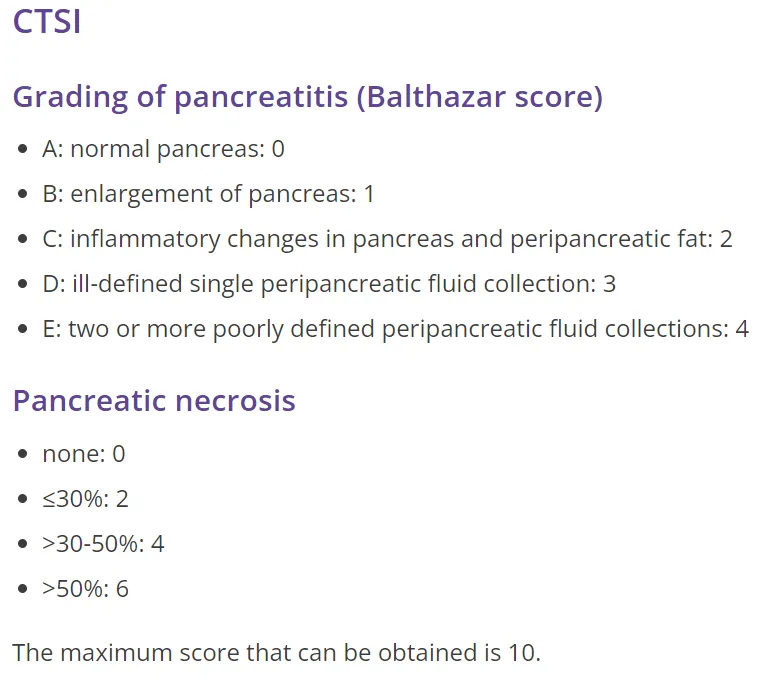 CTSI
Grading of pancreatitis (Balthazar score)
• A: normal pancreas: 0
• B: enlargement of pancreas: 1
• C: inflammatory changes in pancreas and peripancreatic fat: 2
• D: ill-defined single peripancreatic fluid collection: 3
• E: two or more poorly defined peripancreatic fluid collections: 4
Pancreatic necrosis
• none: 0
• ≤30%: 2
• >30-50%: 4
• >50%: 6
The maximum score that can be obtained is 10.